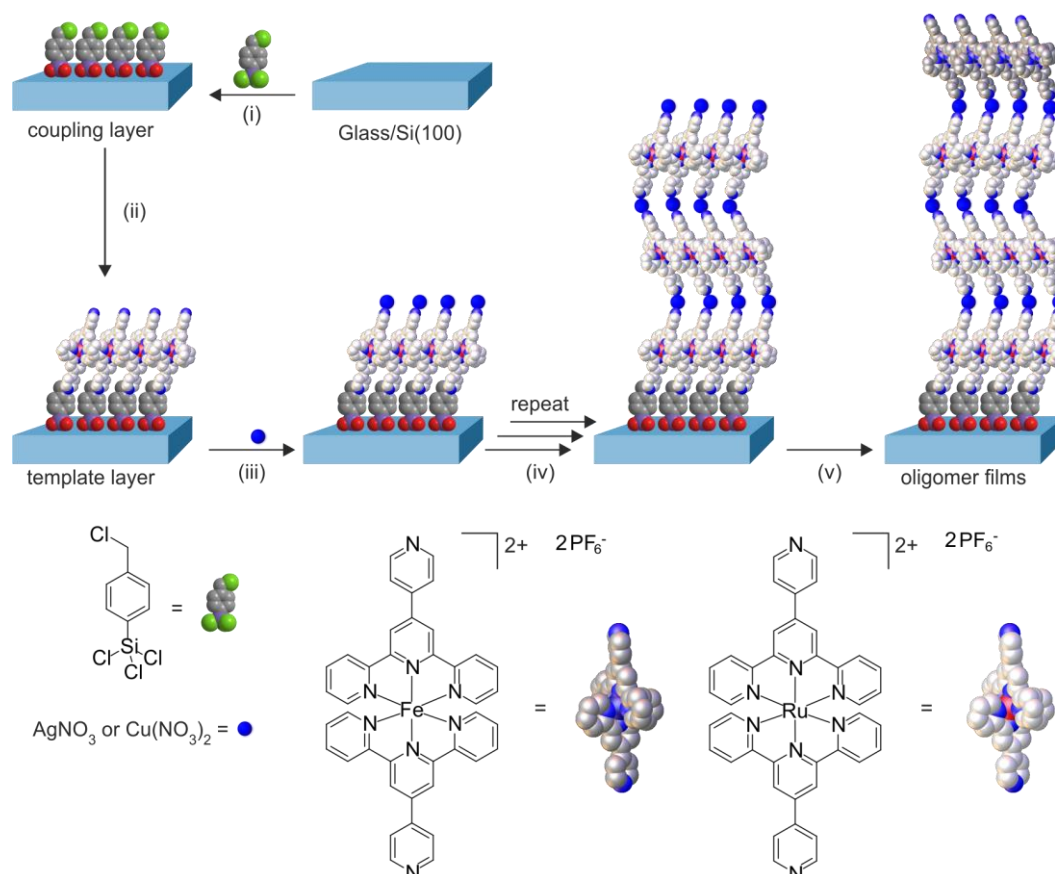 (i)
coupling layer
Glass/Si(100)
(ii)
template layer
(iii)
repeat
(iv)
(v)
oligomer films
Cl
Si
Cl Cl
Cl
=
AgNO3 or Cu(NO3)2 =
N
2+ 2PF6-
N
N N
Fe
N N
N
N
=
N
2+ 2PF6-
N
N N
Ru
N N
N
N
=